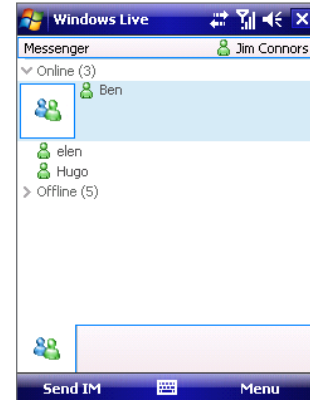 Windows Live
Messenger Jim Connors
Online (3)
Ben
elen
Hugo
Offline (5)
Send IM Menu